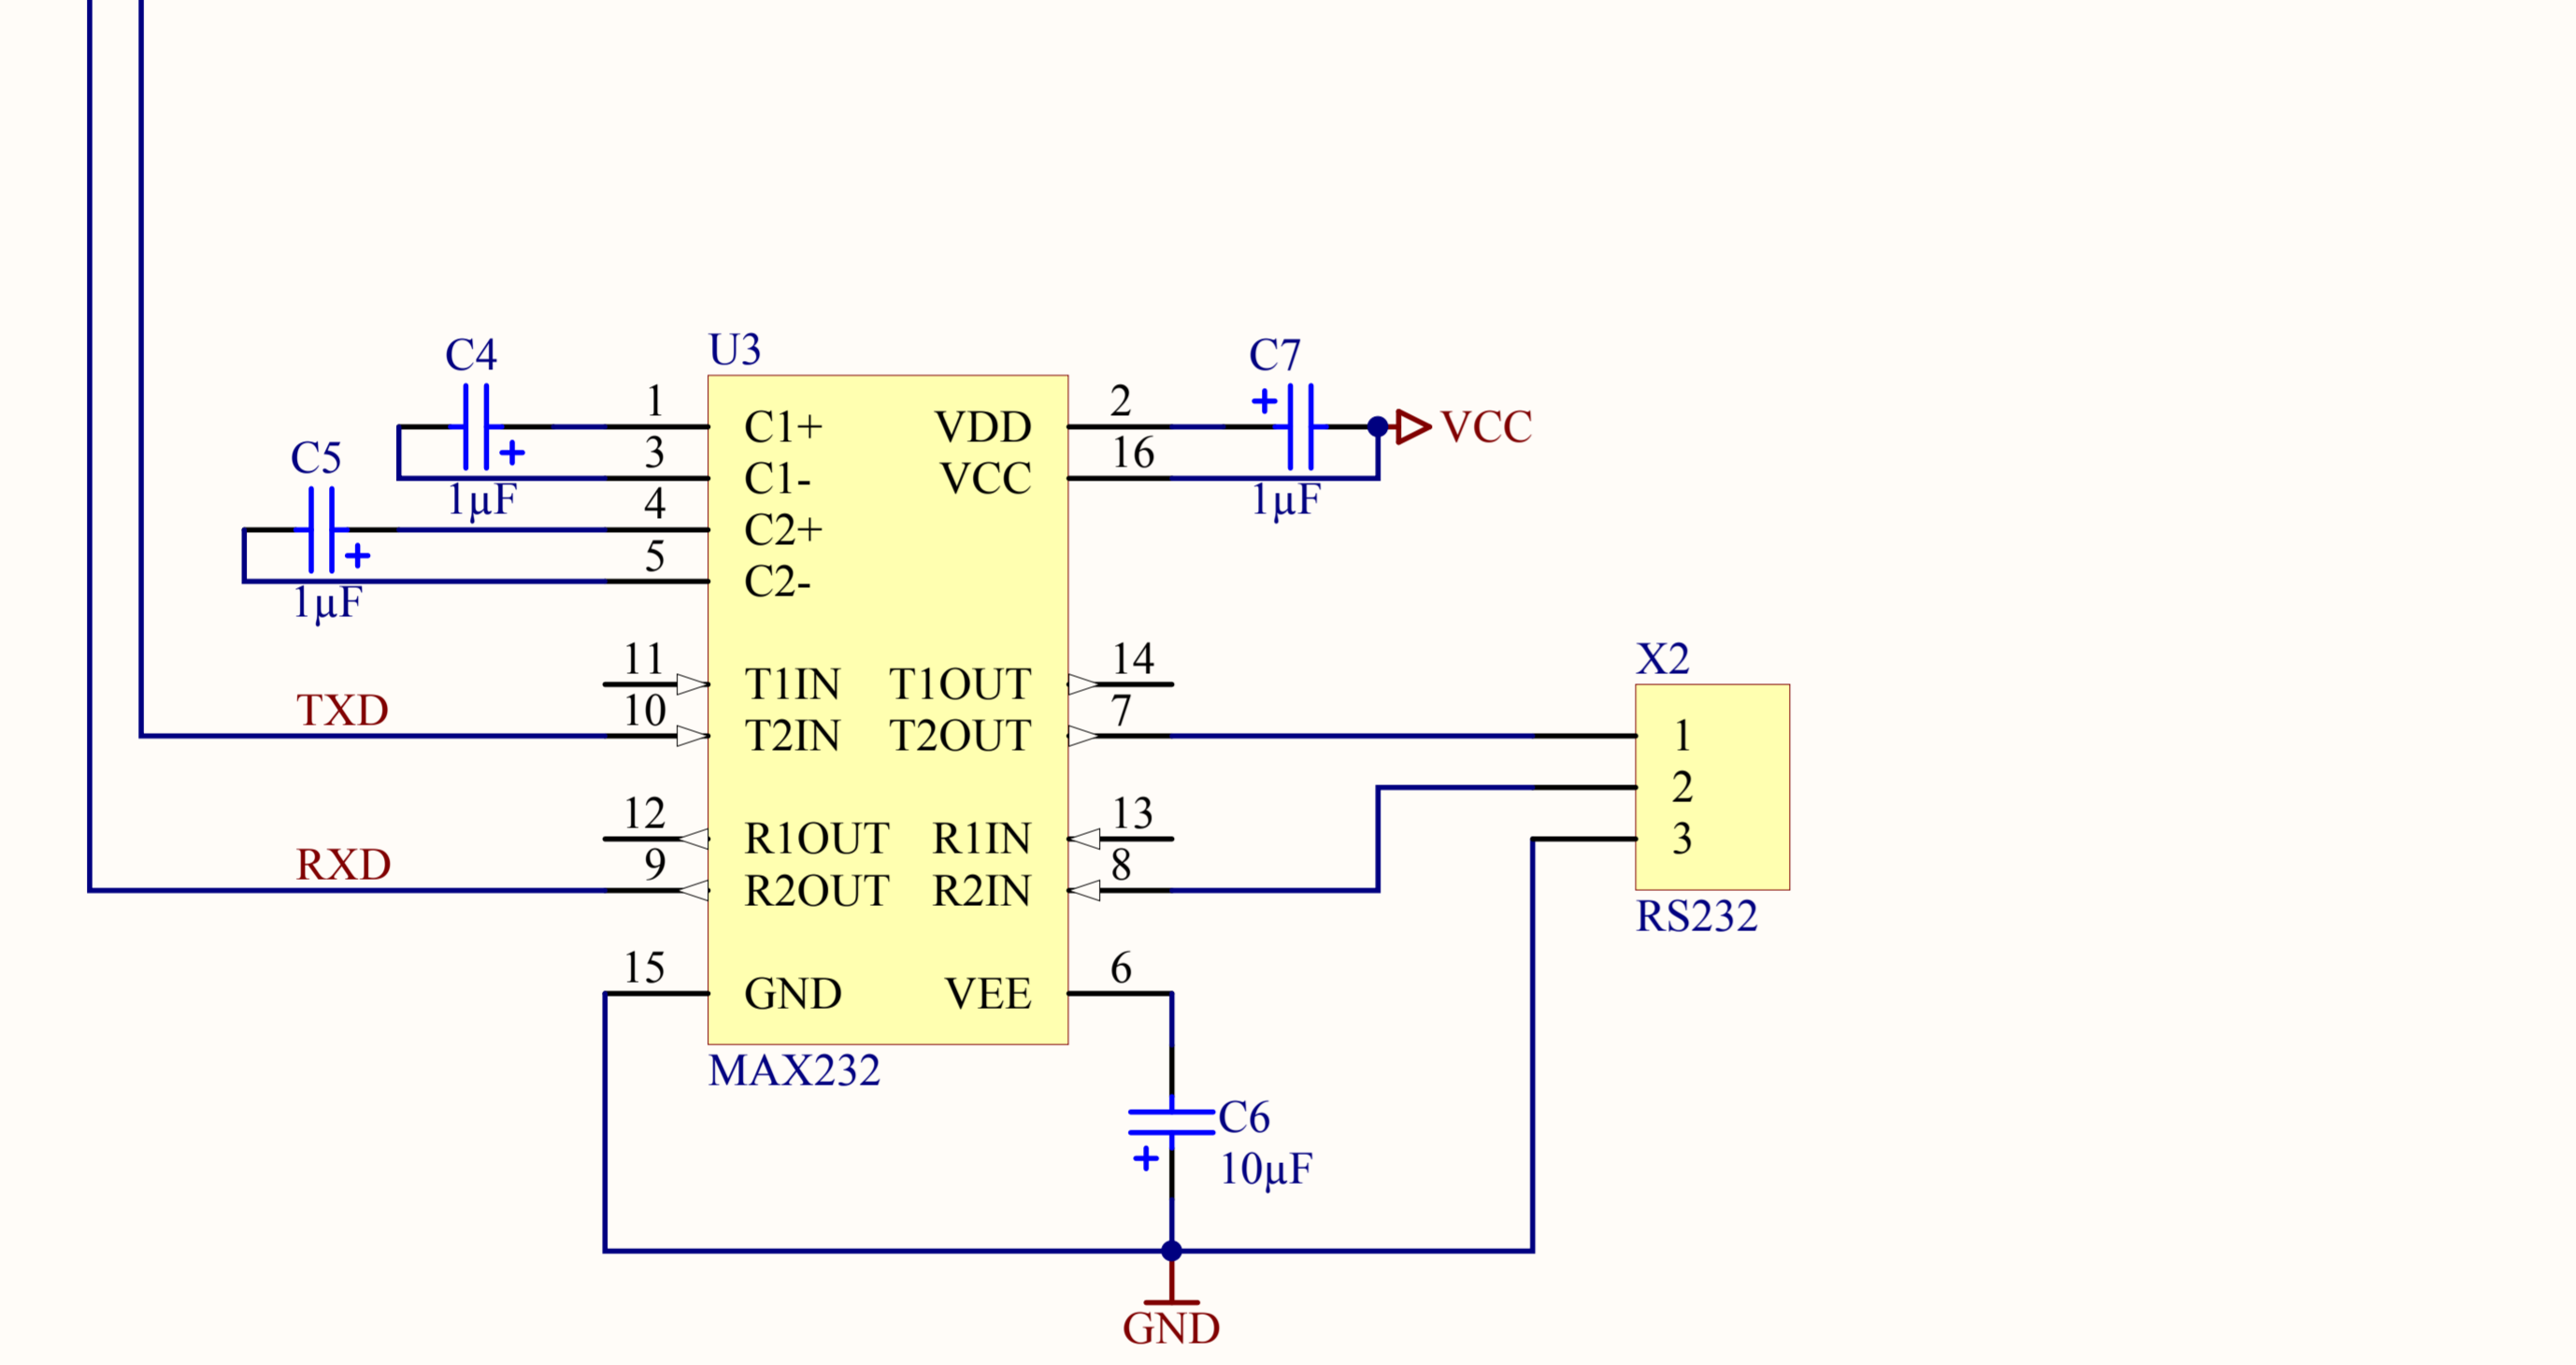 C4
U3
C7
1
C1+
VDD
2
+
VCC
+
3
C1-
VCC
16
C5
1µF
1µF
4
C2+
+
5
C2-
1µF
11
T1IN
T1OUT
14
X2
TXD
10
T2IN
T2OUT
7
1
2
12
R1OUT
R1IN
13
3
RXD
9
R2OUT
R2IN
8
RS232
15
GND
VEE
6
MAX232
C6
+
10µF
GND